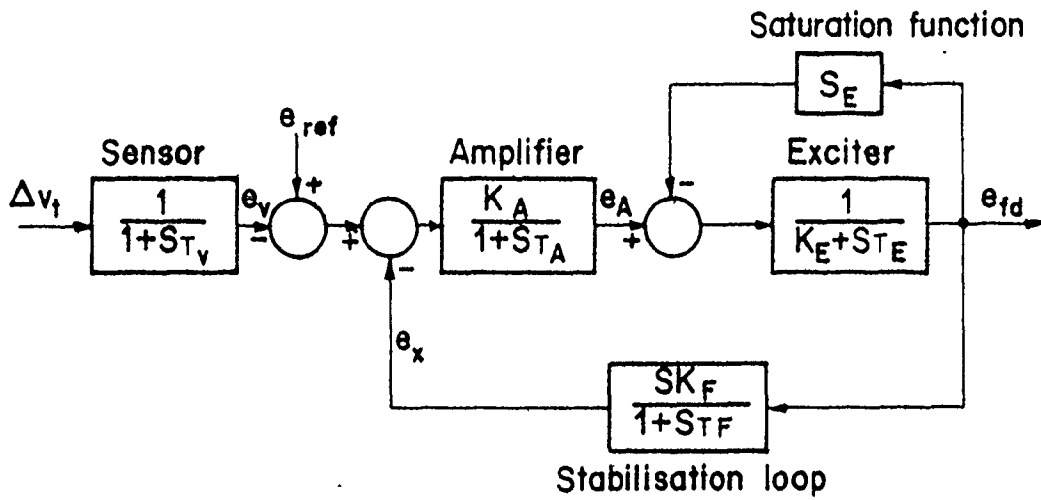 Saturation function
S_E
e_ref
Sensor
Amplifier
Exciter
Δv_t
1
1+ST_v
e_v
+
−
+
−
K_A
1+ST_A
e_A
−
+
1
K_E+ST_E
e_fd
e_x
SK_F
1+ST_F
Stabilisation loop